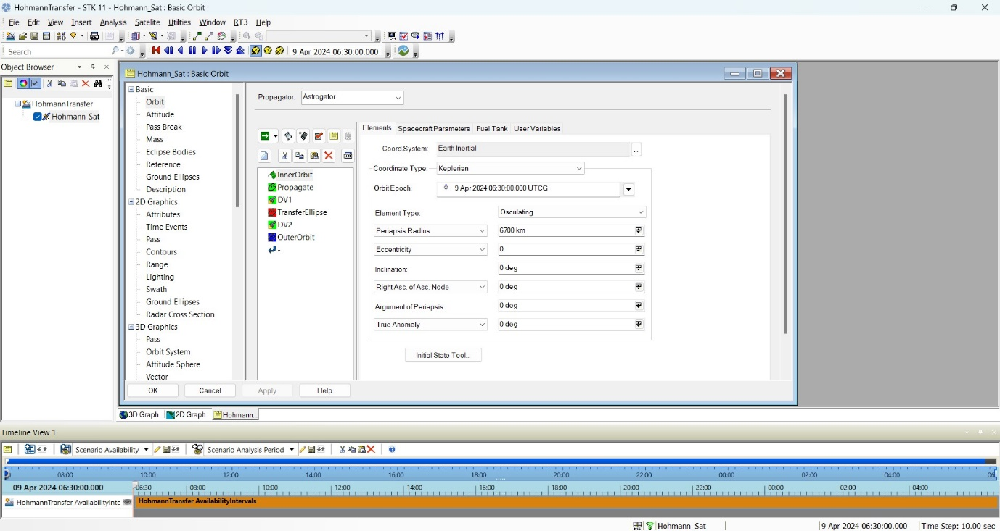 HohmannTransfer - STK 11 - Hohmann_Sat : Basic Orbit
File Edit View Insert Analysis Satellite Utilities Window RT3 Help
Search
9 Apr 2024 06:30:00.000
Object Browser
HohmannTransfer
Hohmann_Sat
Hohmann_Sat : Basic Orbit
Basic
Orbit
Attitude
Pass Break
Mass
Eclipse Bodies
Reference
Ground Ellipses
Description
2D Graphics
Attributes
Time Events
Pass
Contours
Range
Lighting
Swath
Ground Ellipses
Radar Cross Section
3D Graphics
Pass
Orbit System
Attitude Sphere
Vector
Propagator: Astrogator
InnerOrbit
Propagate
DV1
TransferEllipse
DV2
OuterOrbit
-
Elements Spacecraft Parameters Fuel Tank User Variables
Coord.System: Earth Inertial ...
Coordinate Type: Keplerian
Orbit Epoch: 9 Apr 2024 06:30:00.000 UTCG
Element Type: Osculating
Periapsis Radius 6700 km
Eccentricity 0
Inclination: 0 deg
Right Asc. of Asc. Node 0 deg
Argument of Periapsis: 0 deg
True Anomaly 0 deg
Initial State Tool...
OK Cancel Apply Help
3D Graph... 2D Graph... Hohmann...
Timeline View 1
Scenario Availability Scenario Analysis Period
08:00 10:00 12:00 14:00 16:00 18:00 20:00 22:00 00:00 02:00 04:00
09 Apr 2024 06:30:00.000 06:30 08:00 10:00 12:00 14:00 16:00 18:00 20:00 22:00 00:00 02:00 04:00
HohmannTransfer AvailabilityInte HohmannTransfer AvailabilityIntervals
Hohmann_Sat 9 Apr 2024 06:30:00.000 Time Step: 10.00 sec